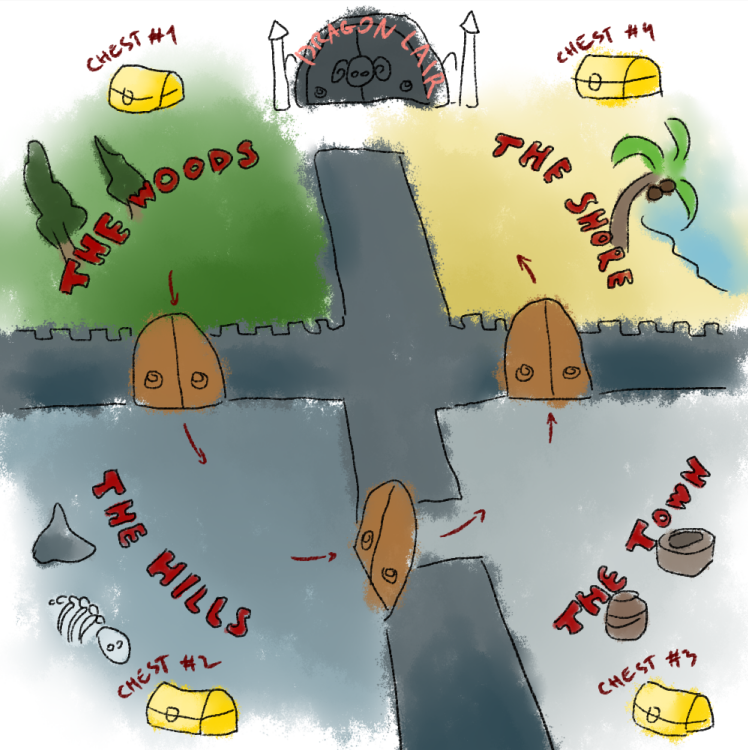 CHEST #1
DRAGON LAIR
CHEST #4
THE WOODS
THE SHORE
THE HILLS
THE TOWN
CHEST #2
CHEST #3